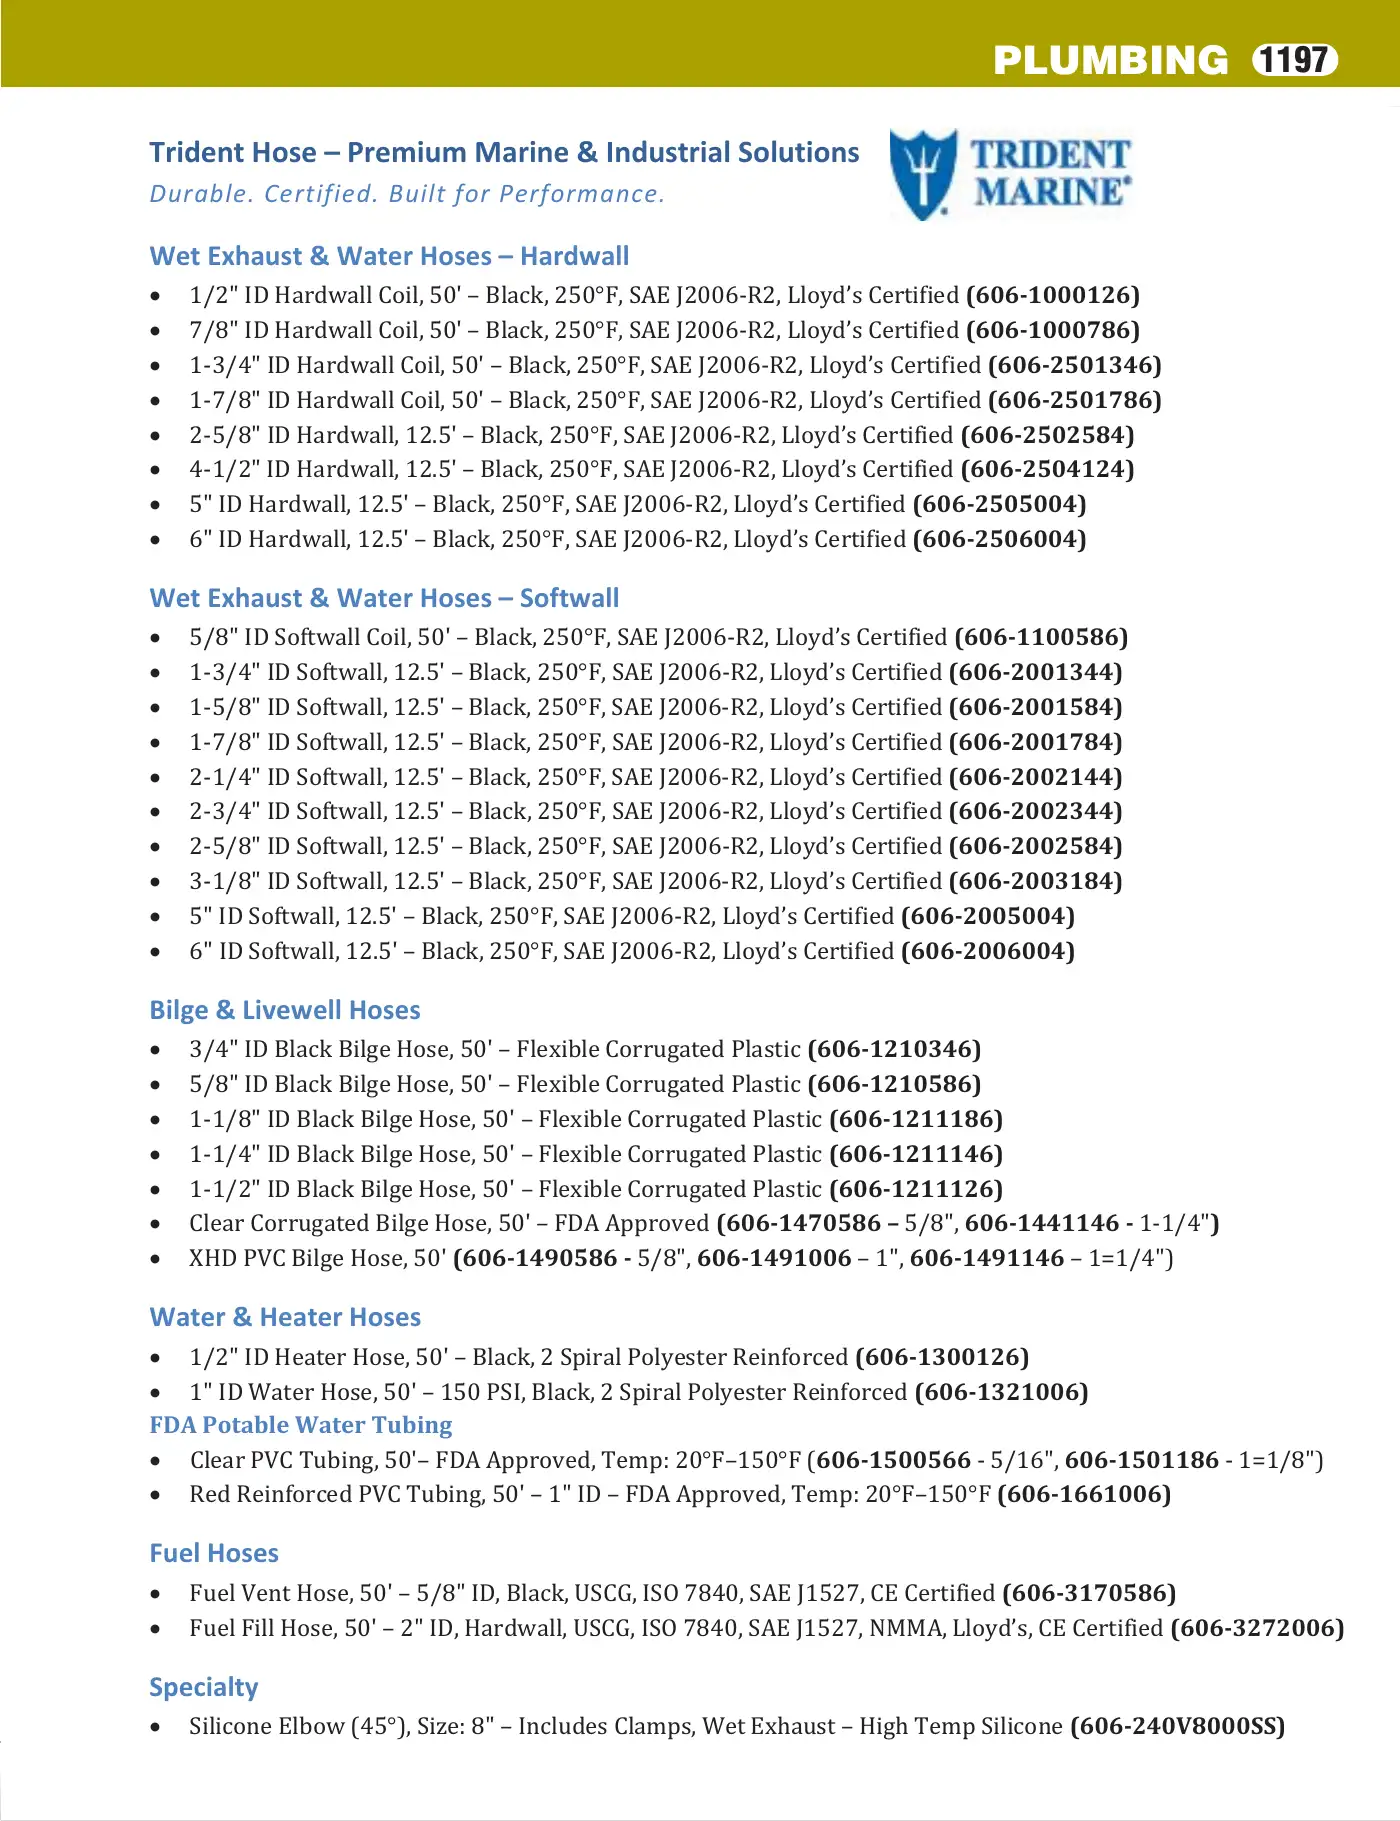 PLUMBING 1197
Trident Hose – Premium Marine & Industrial Solutions
Durable. Certified. Built for Performance.
TRIDENT
MARINE®
Wet Exhaust & Water Hoses – Hardwall
• 1/2" ID Hardwall Coil, 50' – Black, 250°F, SAE J2006-R2, Lloyd’s Certified (606-1000126)
• 7/8" ID Hardwall Coil, 50' – Black, 250°F, SAE J2006-R2, Lloyd’s Certified (606-1000786)
• 1-3/4" ID Hardwall Coil, 50' – Black, 250°F, SAE J2006-R2, Lloyd’s Certified (606-2501346)
• 1-7/8" ID Hardwall Coil, 50' – Black, 250°F, SAE J2006-R2, Lloyd’s Certified (606-2501786)
• 2-5/8" ID Hardwall, 12.5' – Black, 250°F, SAE J2006-R2, Lloyd’s Certified (606-2502584)
• 4-1/2" ID Hardwall, 12.5' – Black, 250°F, SAE J2006-R2, Lloyd’s Certified (606-2504124)
• 5" ID Hardwall, 12.5' – Black, 250°F, SAE J2006-R2, Lloyd’s Certified (606-2505004)
• 6" ID Hardwall, 12.5' – Black, 250°F, SAE J2006-R2, Lloyd’s Certified (606-2506004)
Wet Exhaust & Water Hoses – Softwall
• 5/8" ID Softwall Coil, 50' – Black, 250°F, SAE J2006-R2, Lloyd’s Certified (606-1100586)
• 1-3/4" ID Softwall, 12.5' – Black, 250°F, SAE J2006-R2, Lloyd’s Certified (606-2001344)
• 1-5/8" ID Softwall, 12.5' – Black, 250°F, SAE J2006-R2, Lloyd’s Certified (606-2001584)
• 1-7/8" ID Softwall, 12.5' – Black, 250°F, SAE J2006-R2, Lloyd’s Certified (606-2001784)
• 2-1/4" ID Softwall, 12.5' – Black, 250°F, SAE J2006-R2, Lloyd’s Certified (606-2002144)
• 2-3/4" ID Softwall, 12.5' – Black, 250°F, SAE J2006-R2, Lloyd’s Certified (606-2002344)
• 2-5/8" ID Softwall, 12.5' – Black, 250°F, SAE J2006-R2, Lloyd’s Certified (606-2002584)
• 3-1/8" ID Softwall, 12.5' – Black, 250°F, SAE J2006-R2, Lloyd’s Certified (606-2003184)
• 5" ID Softwall, 12.5' – Black, 250°F, SAE J2006-R2, Lloyd’s Certified (606-2005004)
• 6" ID Softwall, 12.5' – Black, 250°F, SAE J2006-R2, Lloyd’s Certified (606-2006004)
Bilge & Livewell Hoses
• 3/4" ID Black Bilge Hose, 50' – Flexible Corrugated Plastic (606-1210346)
• 5/8" ID Black Bilge Hose, 50' – Flexible Corrugated Plastic (606-1210586)
• 1-1/8" ID Black Bilge Hose, 50' – Flexible Corrugated Plastic (606-1211186)
• 1-1/4" ID Black Bilge Hose, 50' – Flexible Corrugated Plastic (606-1211146)
• 1-1/2" ID Black Bilge Hose, 50' – Flexible Corrugated Plastic (606-1211126)
• Clear Corrugated Bilge Hose, 50' – FDA Approved (606-1470586 – 5/8", 606-1441146 - 1-1/4")
• XHD PVC Bilge Hose, 50' (606-1490586 - 5/8", 606-1491006 – 1", 606-1491146 – 1=1/4")
Water & Heater Hoses
• 1/2" ID Heater Hose, 50' – Black, 2 Spiral Polyester Reinforced (606-1300126)
• 1" ID Water Hose, 50' – 150 PSI, Black, 2 Spiral Polyester Reinforced (606-1321006)
FDA Potable Water Tubing
• Clear PVC Tubing, 50'– FDA Approved, Temp: 20°F–150°F (606-1500566 - 5/16", 606-1501186 - 1=1/8")
• Red Reinforced PVC Tubing, 50' – 1" ID – FDA Approved, Temp: 20°F–150°F (606-1661006)
Fuel Hoses
• Fuel Vent Hose, 50' – 5/8" ID, Black, USCG, ISO 7840, SAE J1527, CE Certified (606-3170586)
• Fuel Fill Hose, 50' – 2" ID, Hardwall, USCG, ISO 7840, SAE J1527, NMMA, Lloyd’s, CE Certified (606-3272006)
Specialty
• Silicone Elbow (45°), Size: 8" – Includes Clamps, Wet Exhaust – High Temp Silicone (606-240V8000SS)